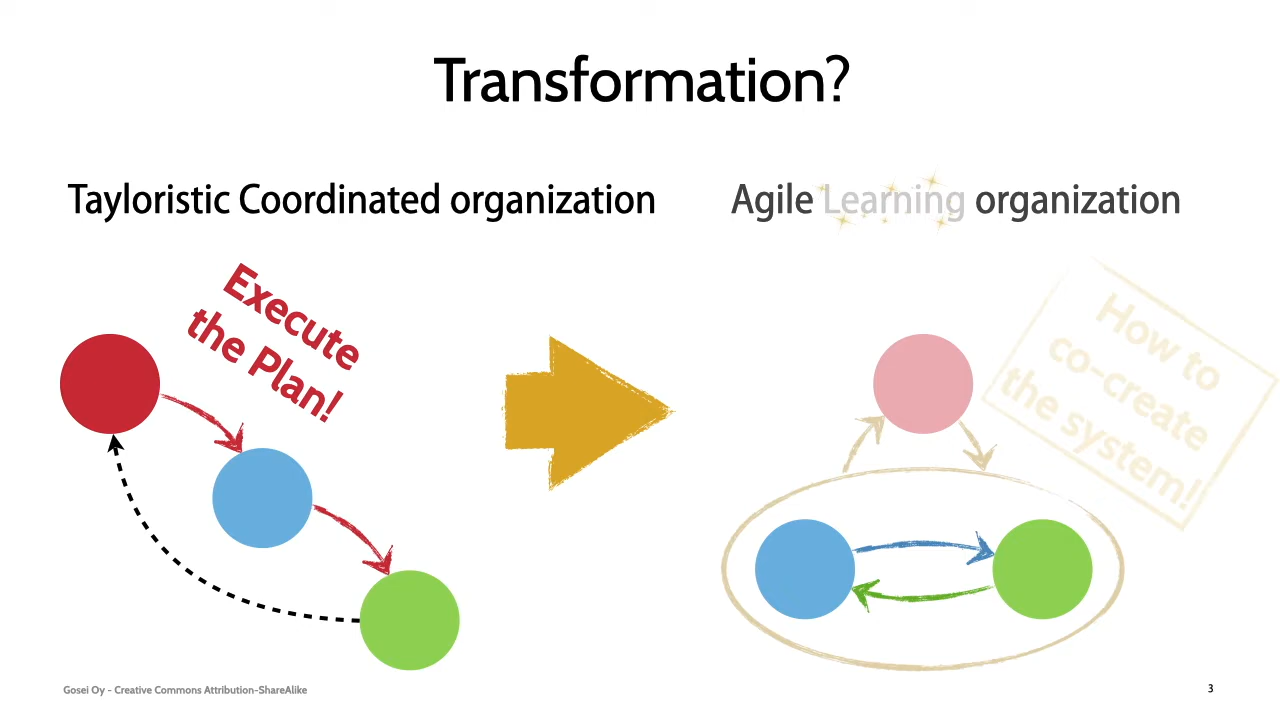 Transformation?
Tayloristic Coordinated organization
Agile Learning organization
Execute
the Plan!
How to
co-create
the system!
Gosei Oy - Creative Commons Attribution-ShareAlike
3